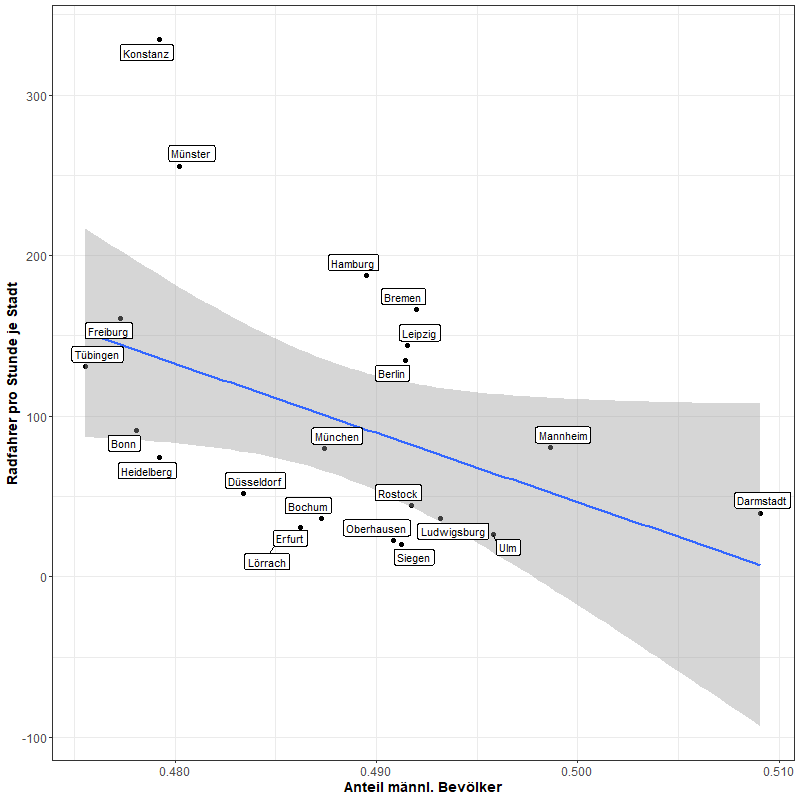 Konstanz
Münster
Hamburg
Bremen
Leipzig
Freiburg
Tübingen
Berlin
Bonn
München
Mannheim
Heidelberg
Düsseldorf
Rostock
Darmstadt
Bochum
Oberhausen
Ludwigsburg
Erfurt
Ulm
Siegen
Lörrach
300
200
100
0
-100
0.480
0.490
0.500
0.510
Anteil männl. Bevölker
Radfahrer pro Stunde je Stadt